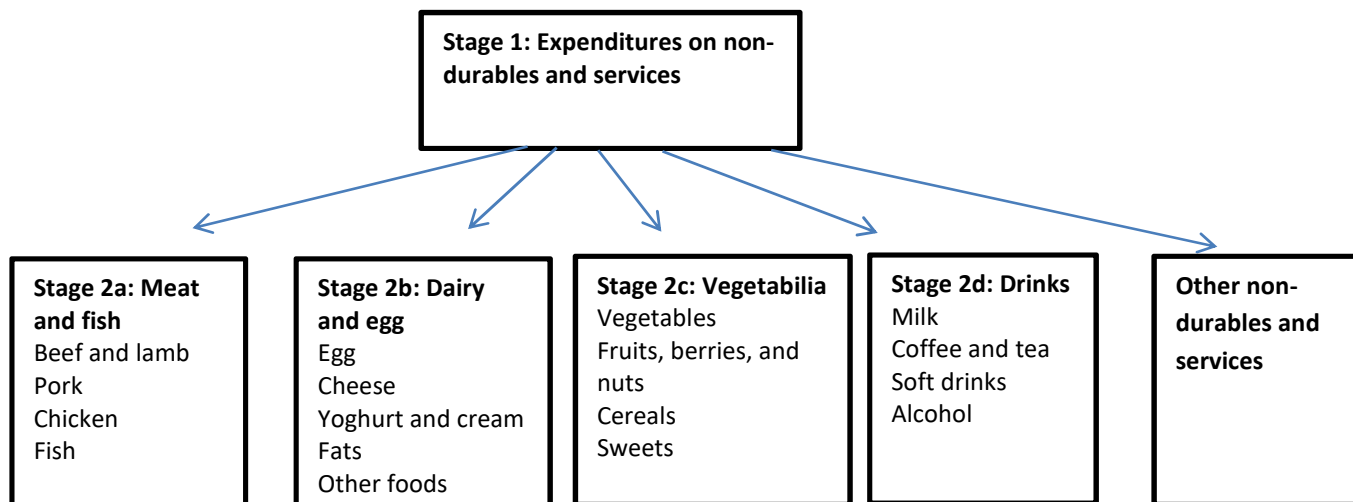 Stage 1: Expenditures on non-
durables and services
Stage 2a: Meat
and fish
Beef and lamb
Pork
Chicken
Fish
Stage 2b: Dairy
and egg
Egg
Cheese
Yoghurt and cream
Fats
Other foods
Stage 2c: Vegetabilia
Vegetables
Fruits, berries, and
nuts
Cereals
Sweets
Stage 2d: Drinks
Milk
Coffee and tea
Soft drinks
Alcohol
Other non-
durables and
services